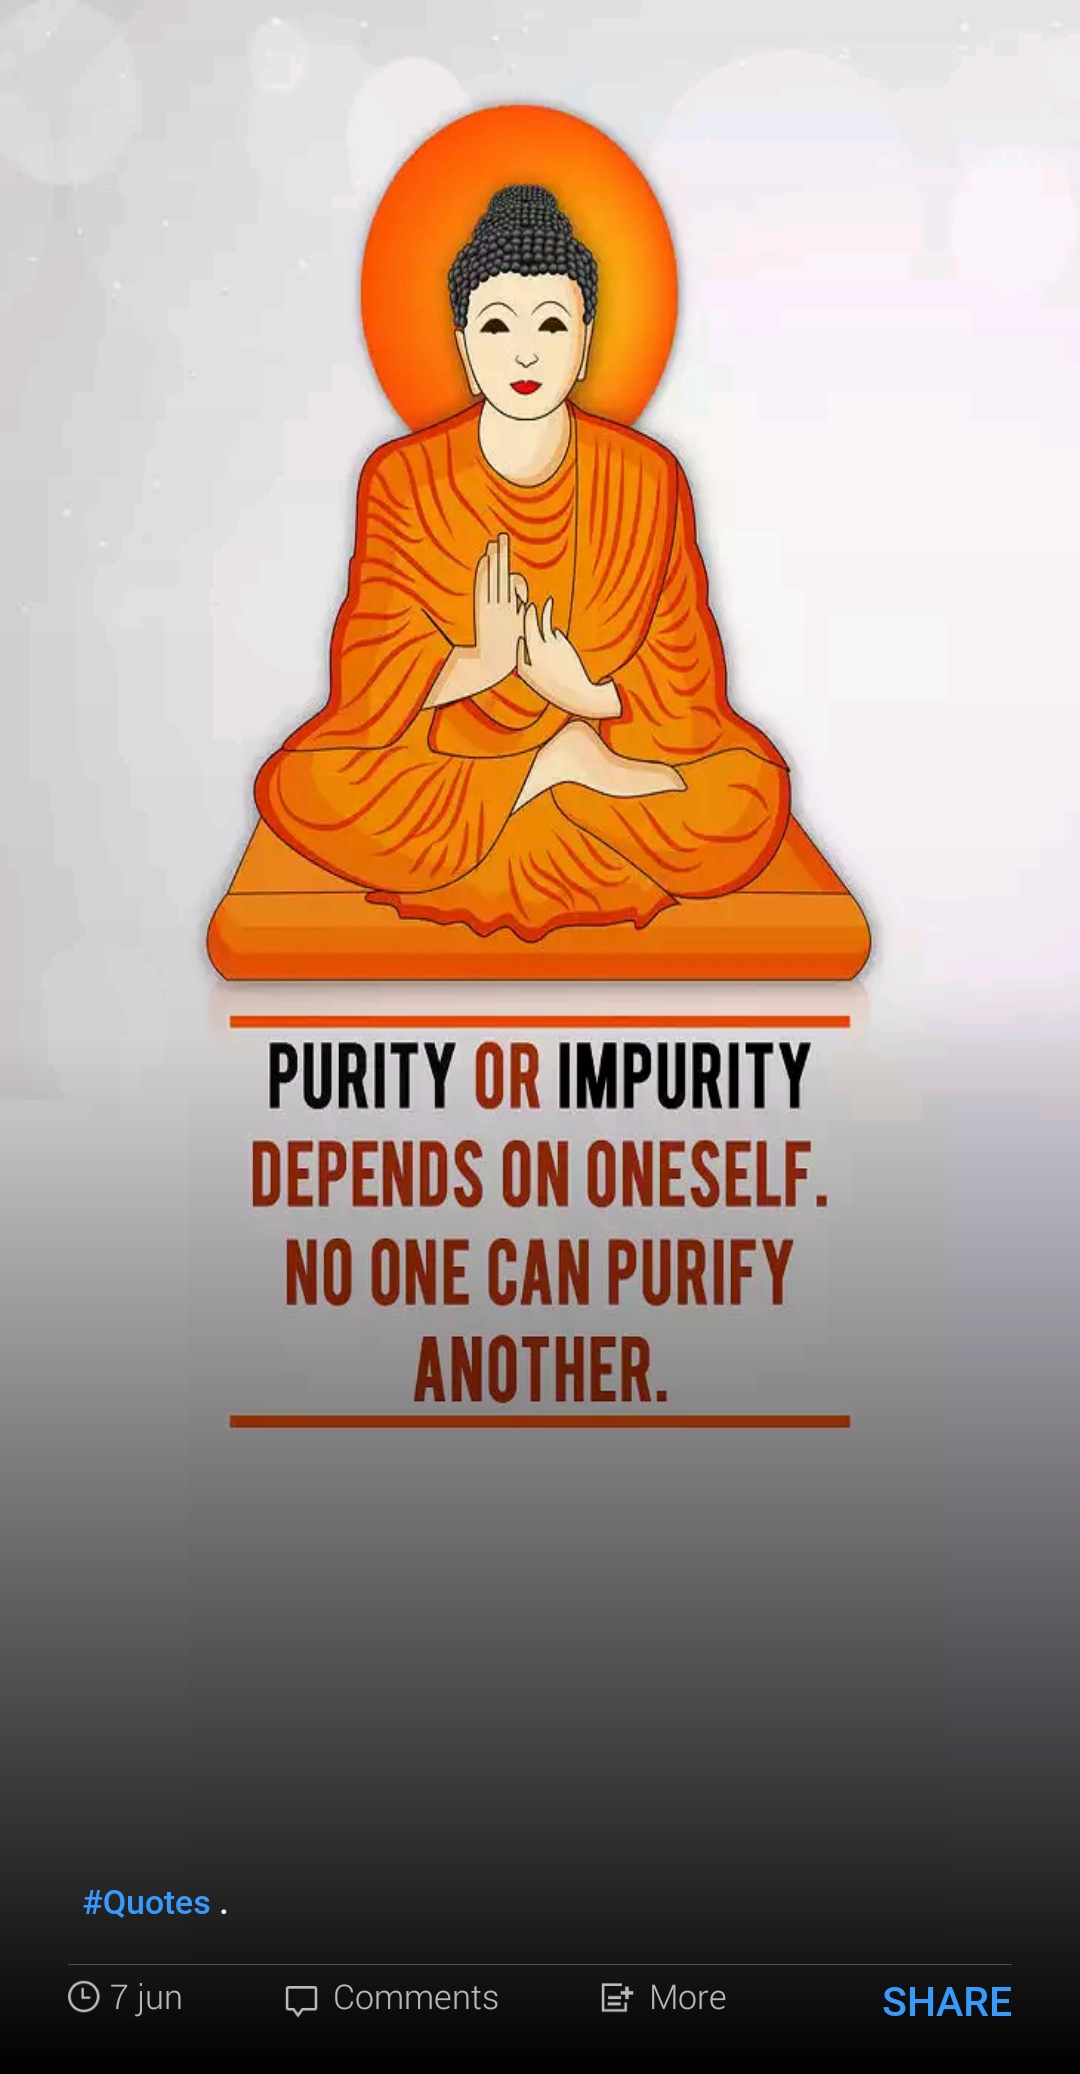 PURITY OR IMPURITY
DEPENDS ON ONESELF.
NO ONE CAN PURIFY
ANOTHER.
#Quotes .
7 jun Comments More SHARE